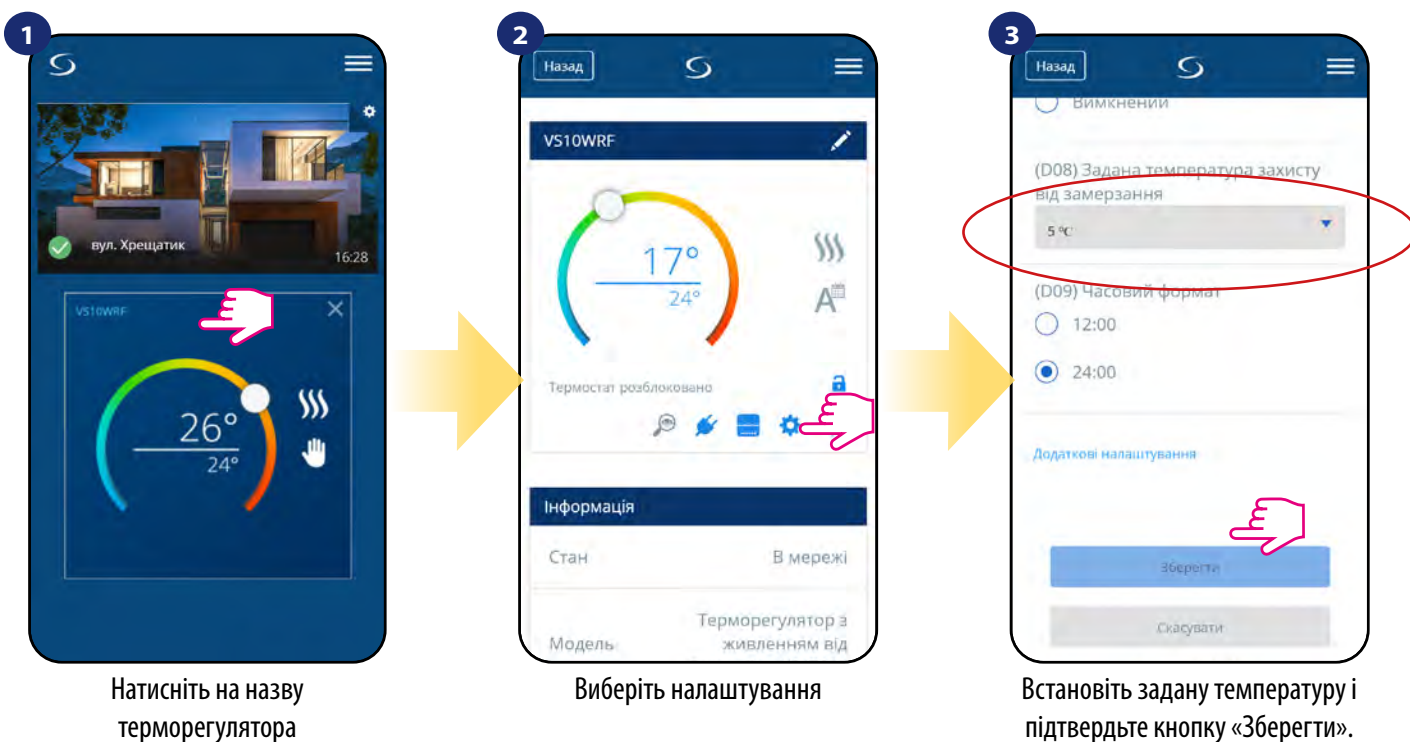 1
вул. Хрещатик
16:28
VS10WRF
26°
24°
Натисніть на назву
терморегулятора
2
Назад
VS10WRF
17°
24°
A
Термостат розблоковано
Інформація
Стан
В мережі
Терморегулятор з
Модель
живленням від
Виберіть налаштування
3
Назад
Вимкнений
(D08) Задана температура захисту
від замерзання
5 °C
(D09) Часовий формат
12:00
24:00
Додаткові налаштування
Зберегти
Скасувати
Встановіть задану температуру і
підтвердьте кнопку «Зберегти».